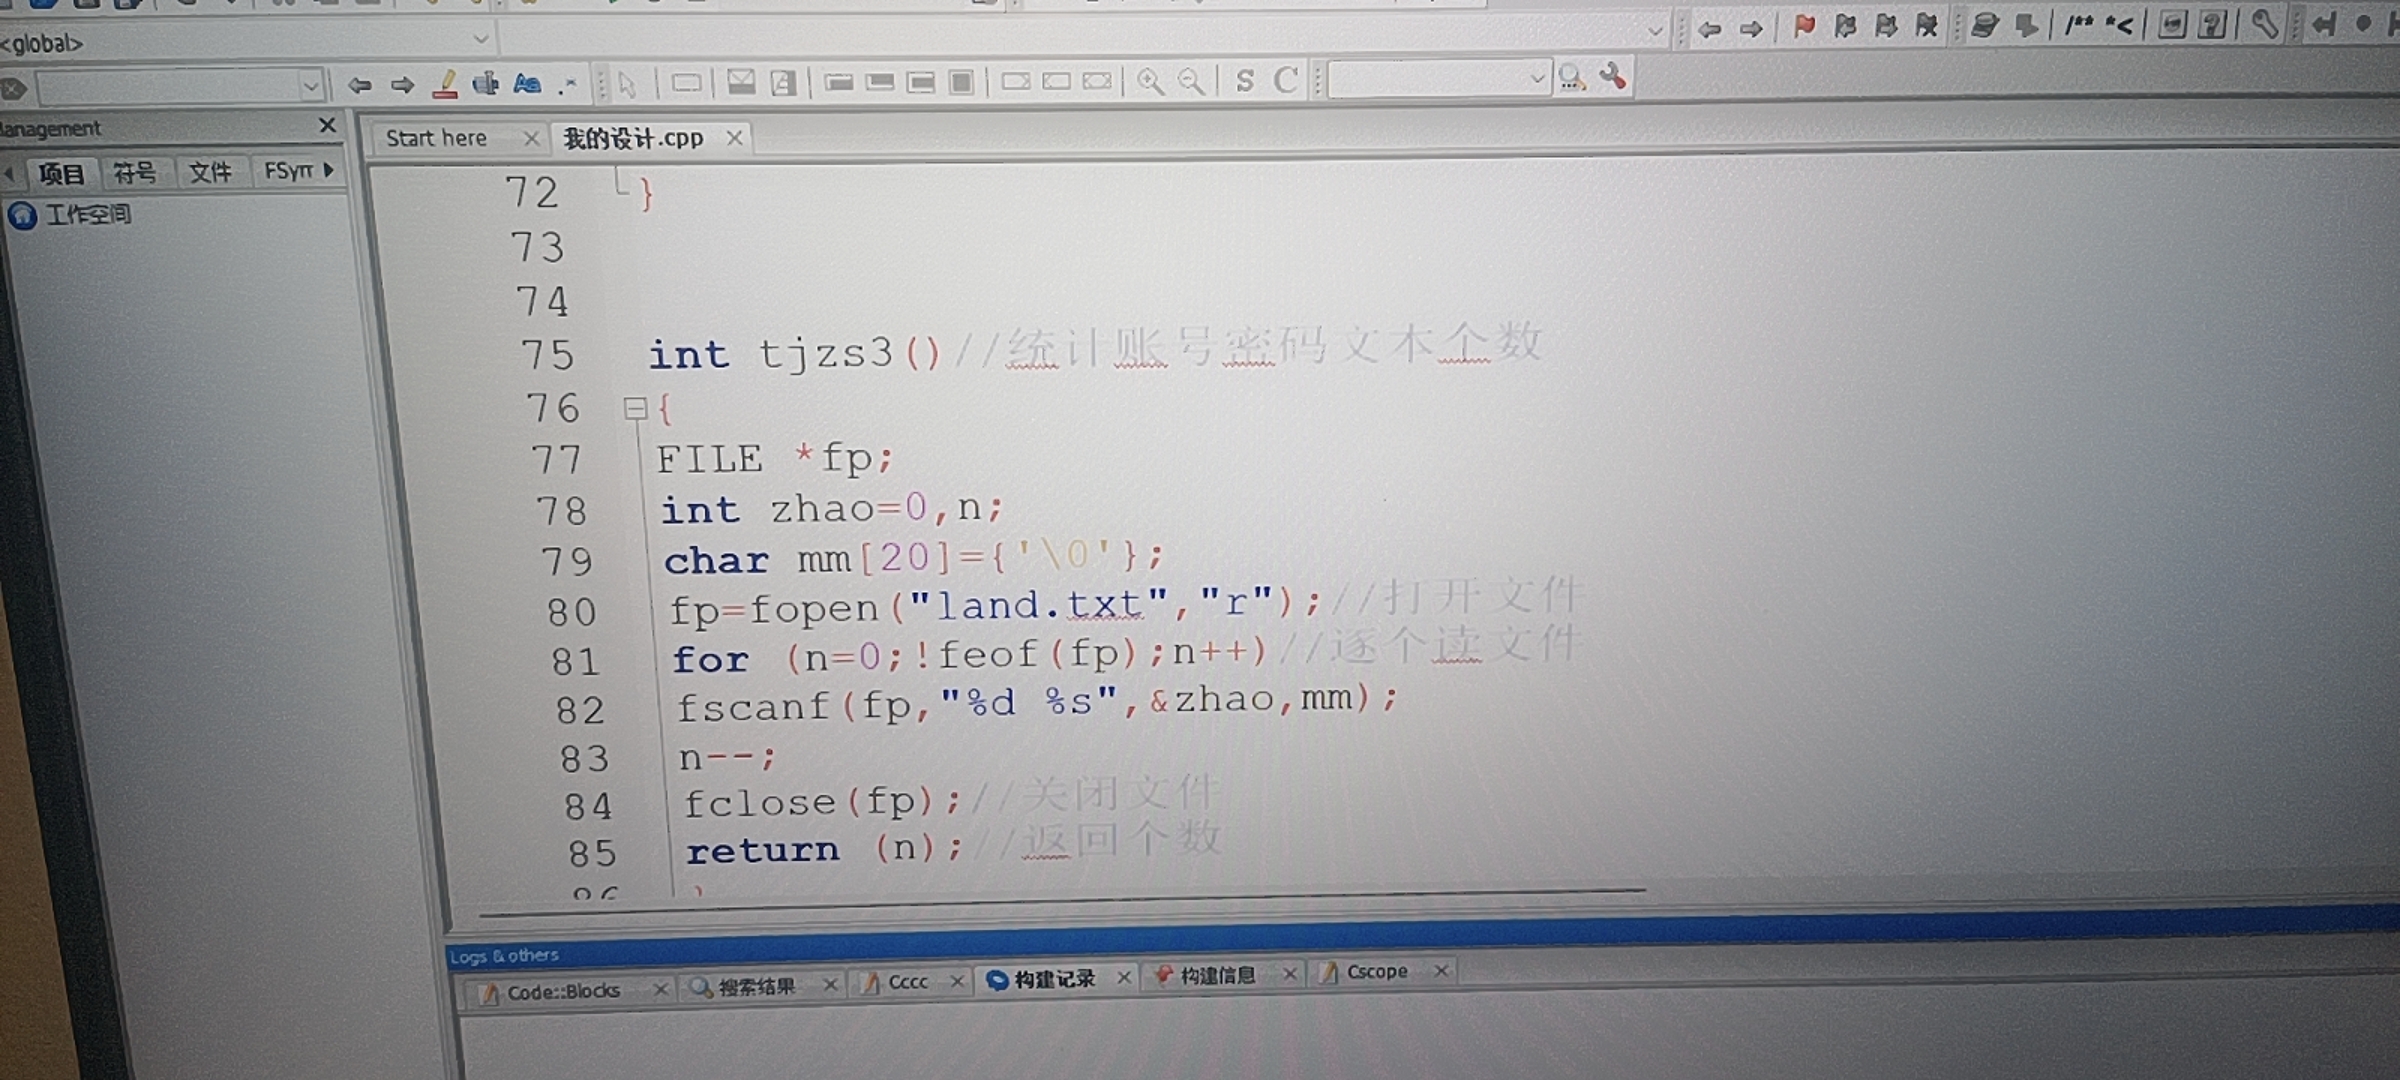 <global>
S C
anagement
Start here 我的设计.cpp
项目 符号 文件 FSym
工作空间
72 }
73
74
75 int tjzs3()//统计账号密码文本个数
76 {
77 FILE *fp;
78 int zhao=0,n;
79 char mm[20]={'\0'};
80 fp=fopen("land.txt","r");//打开文件
81 for (n=0;!feof(fp);n++)//逐个读文件
82 fscanf(fp,"%d %s",&zhao,mm);
83 n--;
84 fclose(fp);//关闭文件
85 return (n);//返回个数
Logs & others
Code::Blocks 搜索结果 Cccc 构建记录 构建信息 Cscope